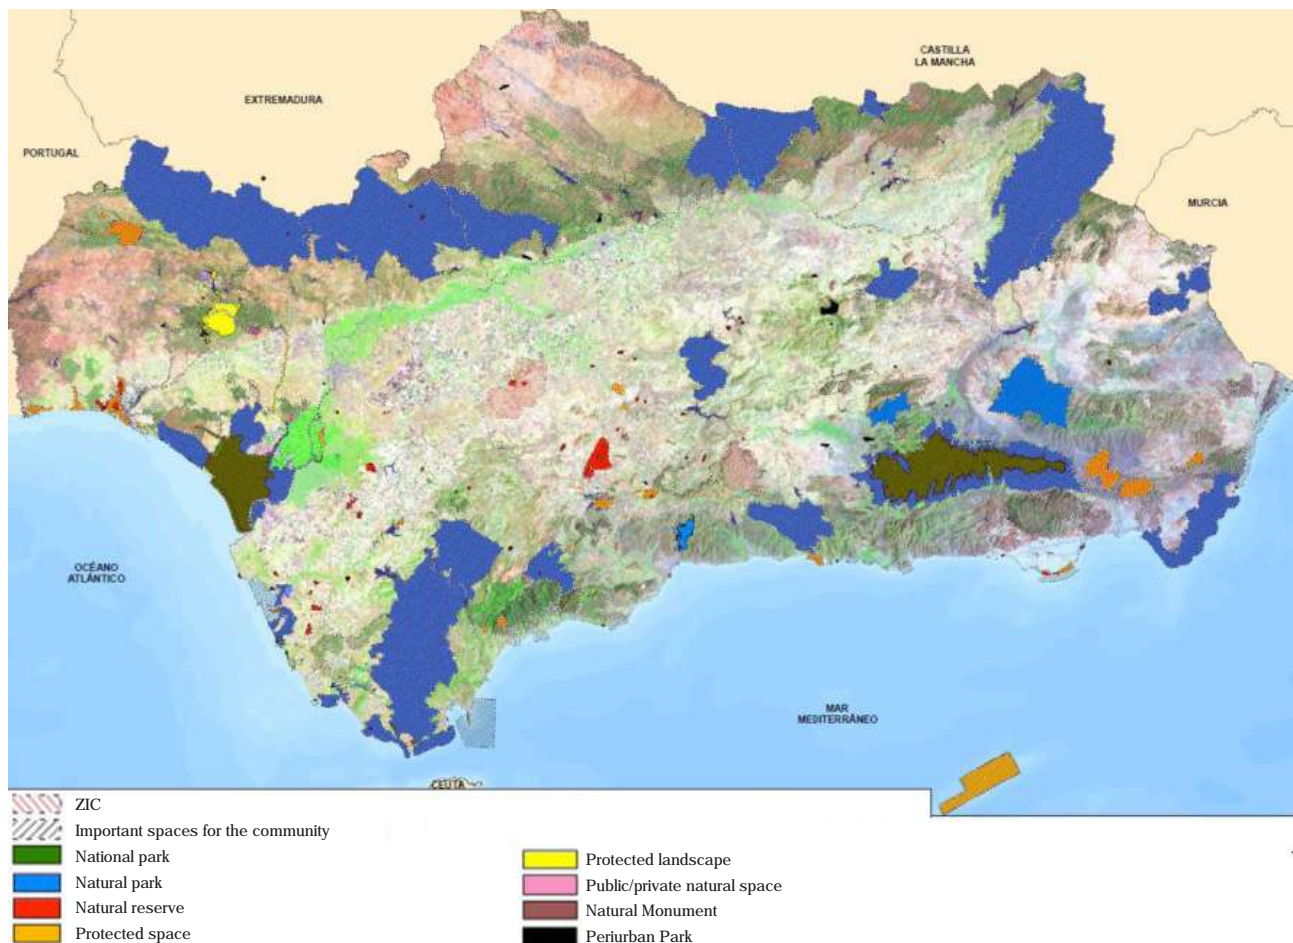 CASTILLA
LA MANCHA
EXTREMADURA
PORTUGAL
MURCIA
OCÉANO
ATLÁNTICO
MAR
MEDITERRÁNEO
CEUTA
ZIC
Important spaces for the community
National park
Natural park
Natural reserve
Protected space
Protected landscape
Public/private natural space
Natural Monument
Periurban Park